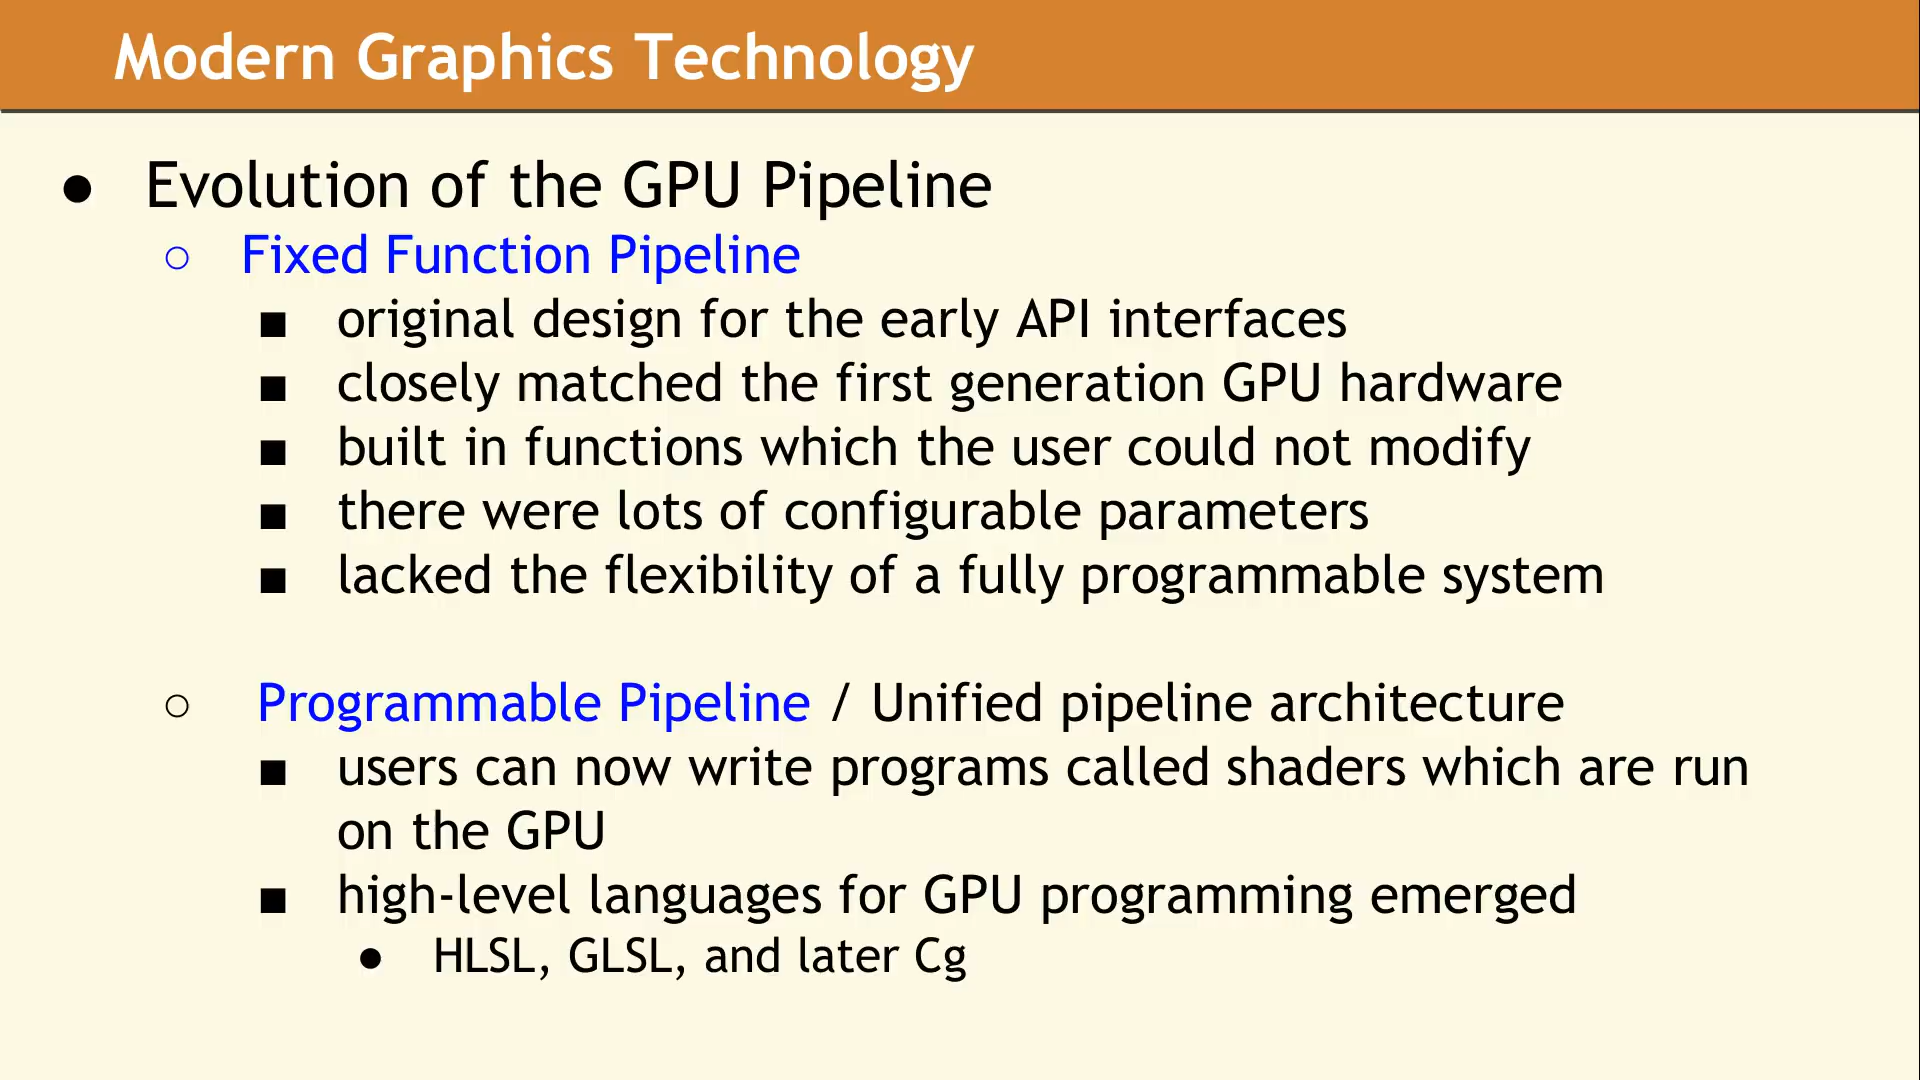 Modern Graphics Technology
● Evolution of the GPU Pipeline
○ Fixed Function Pipeline
■ original design for the early API interfaces
■ closely matched the first generation GPU hardware
■ built in functions which the user could not modify
■ there were lots of configurable parameters
■ lacked the flexibility of a fully programmable system
○ Programmable Pipeline / Unified pipeline architecture
■ users can now write programs called shaders which are run
on the GPU
■ high-level languages for GPU programming emerged
● HLSL, GLSL, and later Cg